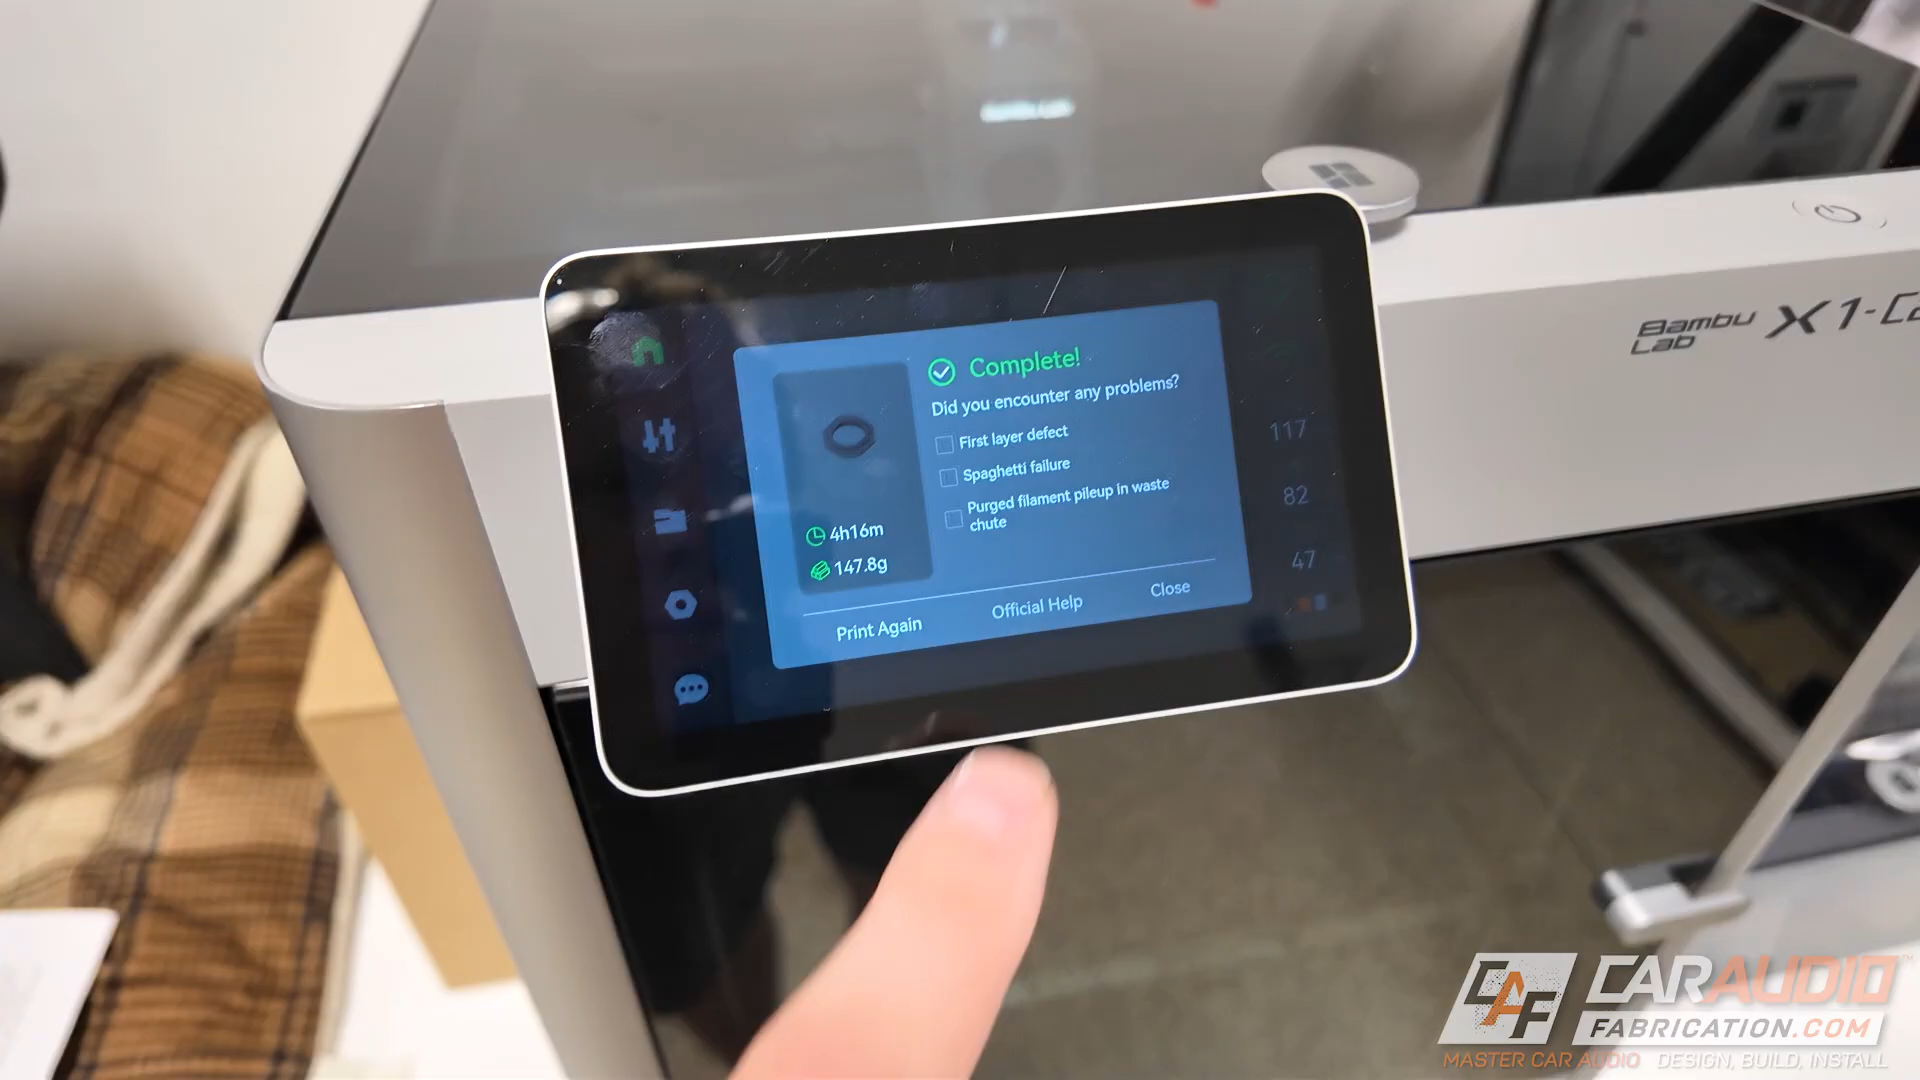 Complete!
Did you encounter any problems?
First layer defect
Spaghetti failure
Purged filament pileup in waste
chute
4h16m
147.8g
Print Again
Official Help
Close
117
82
47
Bambu
Lab
X1-Ca
CAF
CARAUDIO
FABRICATION.COM
MASTER CAR AUDIO DESIGN, BUILD, INSTALL